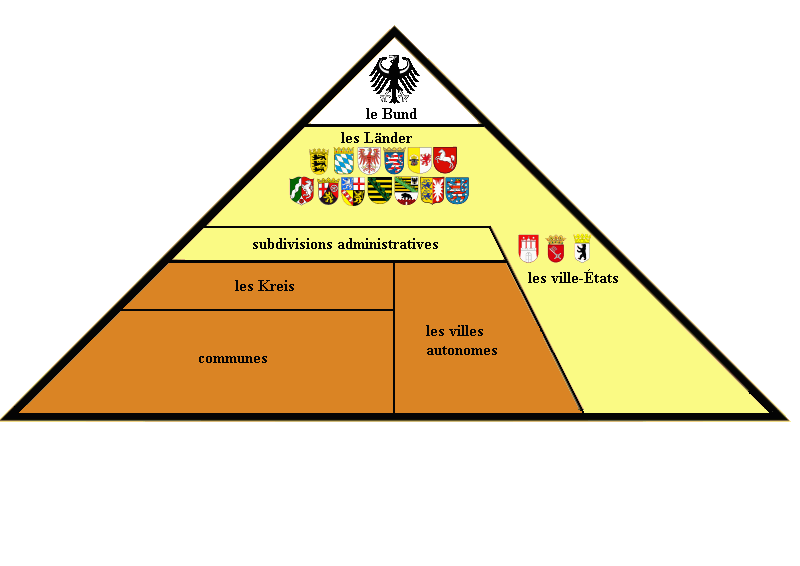 le Bund
les Länder
subdivisions administratives
les ville-États
les Kreis
les villes
autonomes
communes